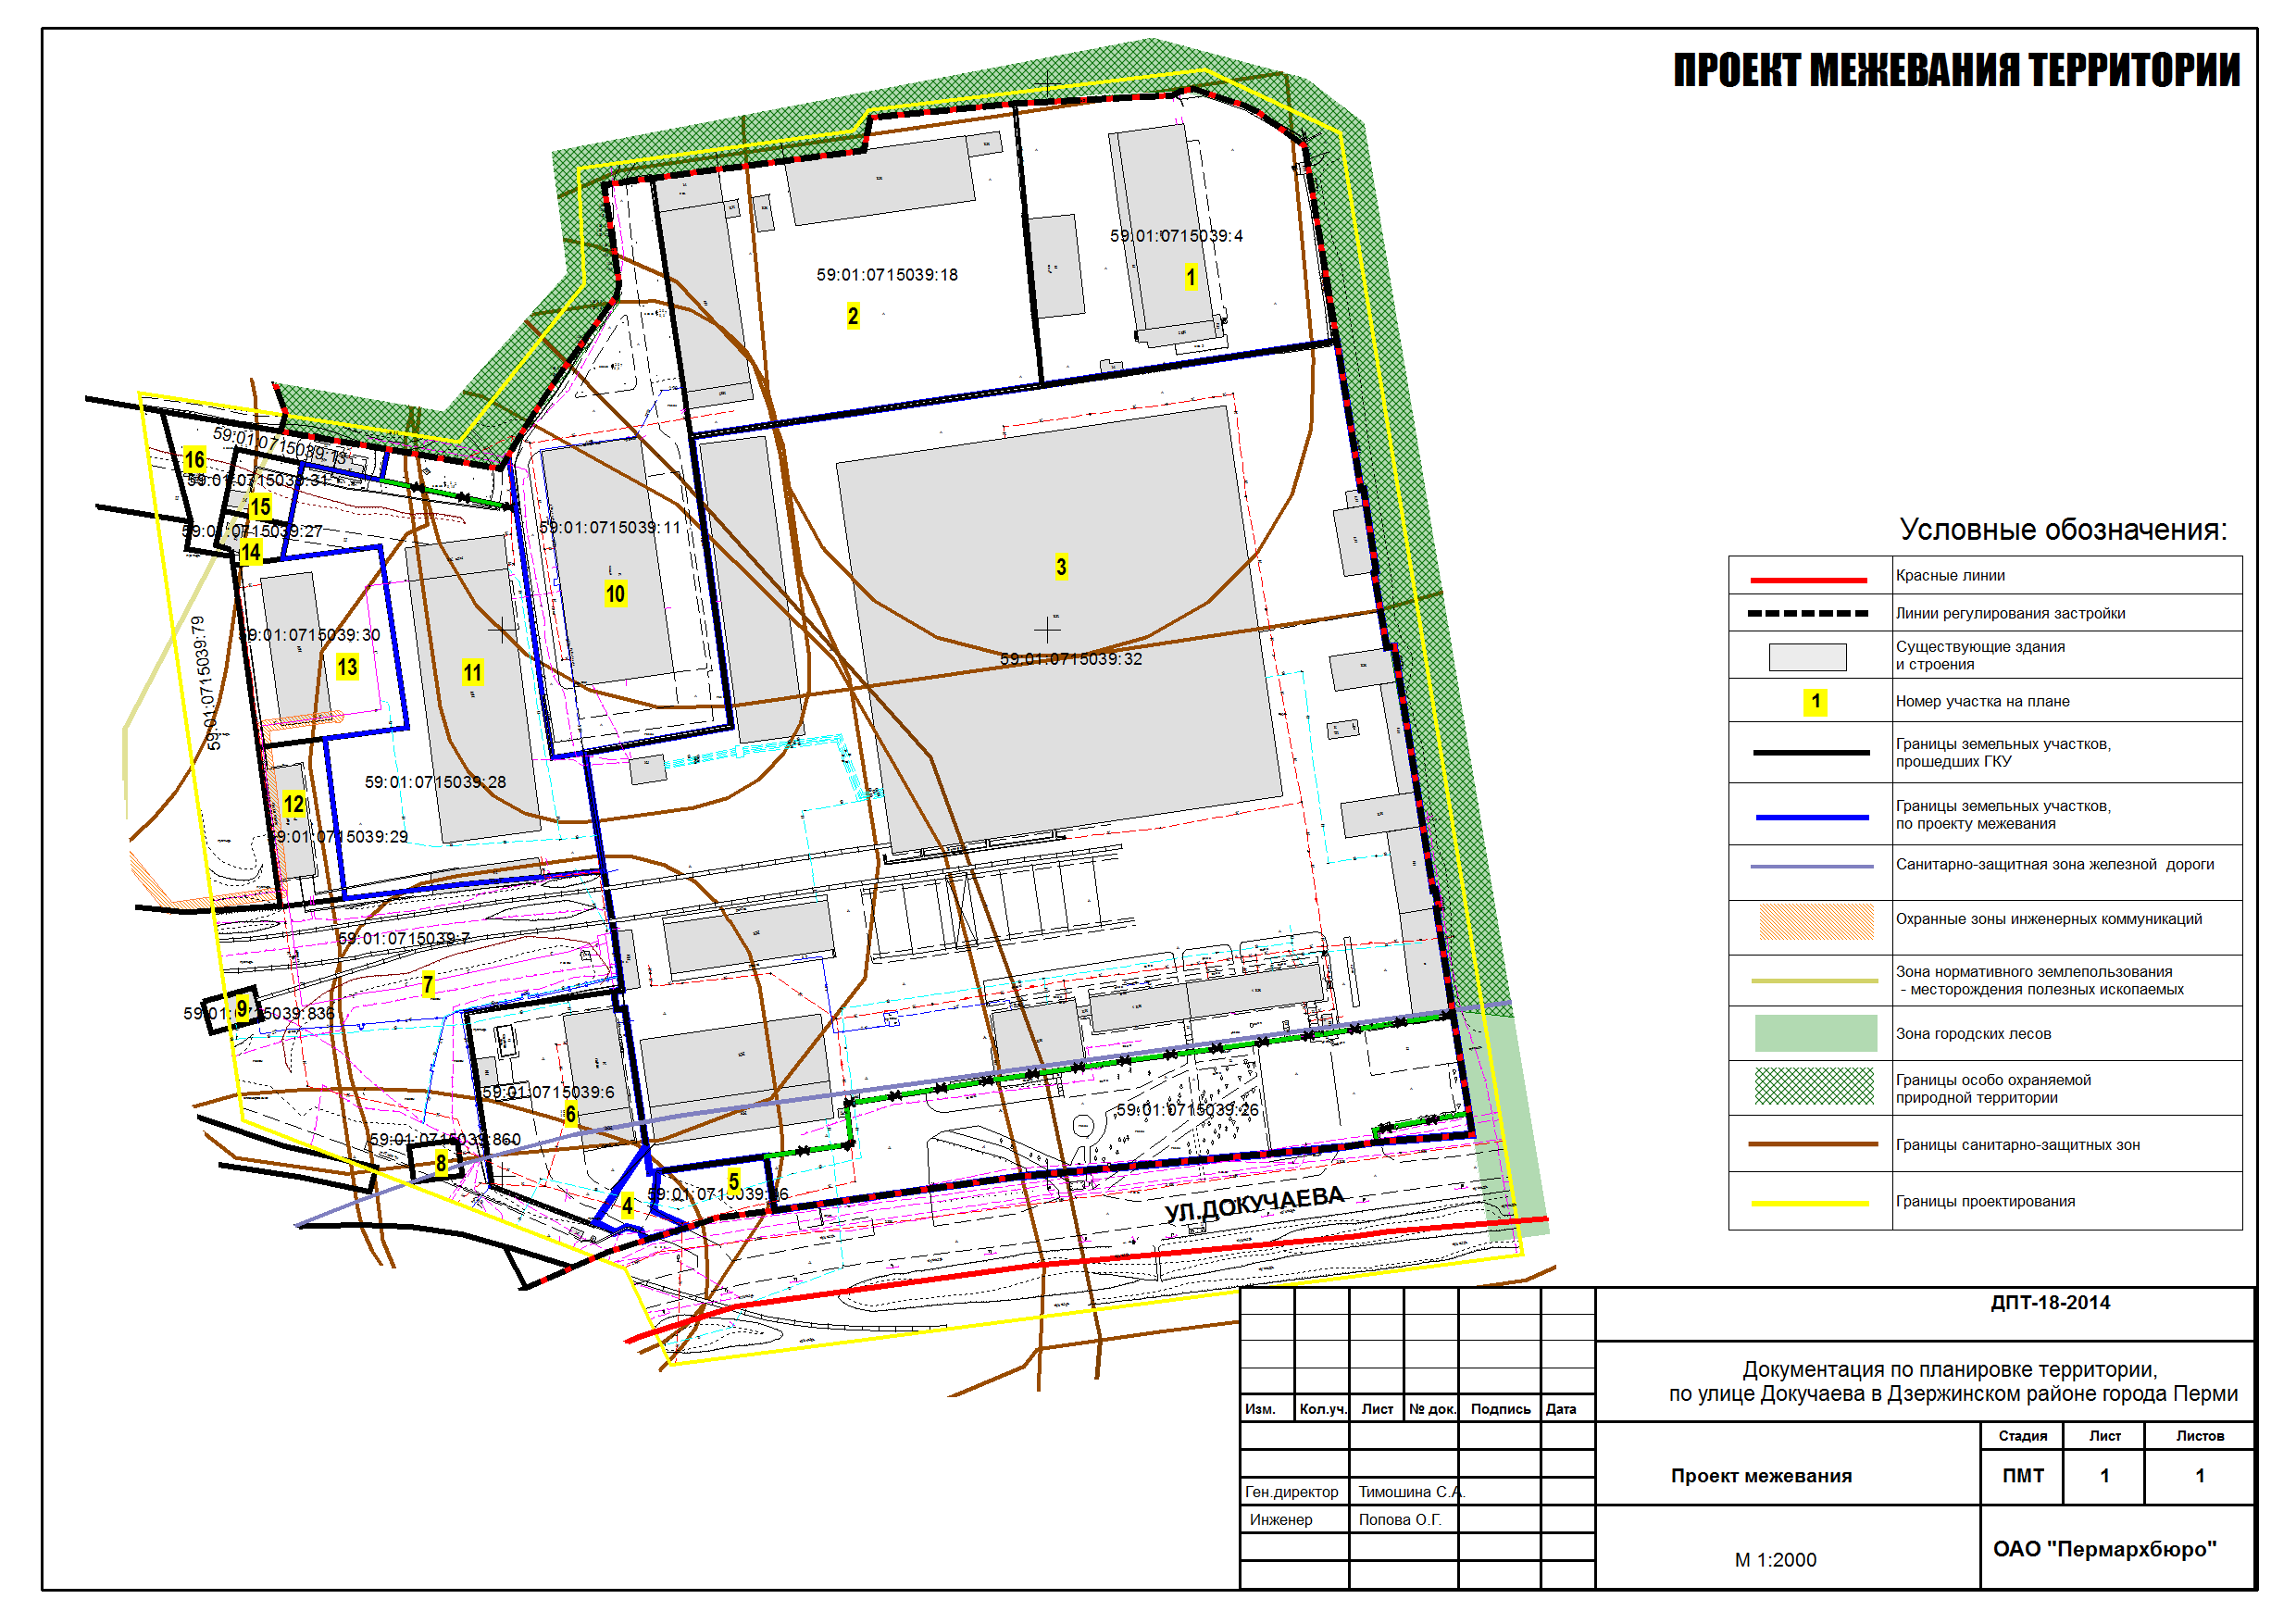 ПРОЕКТ МЕЖЕВАНИЯ ТЕРРИТОРИИ
59:01:0715039:4
1
59:01:0715039:18
2
59:01:0715039:13
16
59:01:0715039:31
15
59:01:0715039:27
14
59:01:0715039:11
10
3
59:01:0715039:32
59:01:0715039:79
59:01:0715039:30
13
11
59:01:0715039:28
12
59:01:0715039:29
59:01:0715039:7
7
9
59:01:0715039:836
59:01:0715039:6
6
59:01:0715039:26
59:01:0715039:860
8
5
4
УЛ.ДОКУЧАЕВА
Условные обозначения:
Красные линии
Линии регулирования застройки
Существующие здания
и строения
1
Номер участка на плане
Границы земельных участков,
прошедших ГКУ
Границы земельных участков,
по проекту межевания
Санитарно-защитная зона железной дороги
Охранные зоны инженерных коммуникаций
Зона нормативного землепользования
- месторождения полезных ископаемых
Зона городских лесов
Границы особо охраняемой
природной территории
Границы санитарно-защитных зон
Границы проектирования
ДПТ-18-2014
Документация по планировке территории,
по улице Докучаева в Дзержинском районе города Перми
Изм. Кол.уч. Лист № док. Подпись Дата
Стадия Лист Листов
Проект межевания
ПМТ 1 1
Ген.директор Тимошина С.А.
Инженер Попова О.Г.
М 1:2000
ОАО "Пермархбюро"